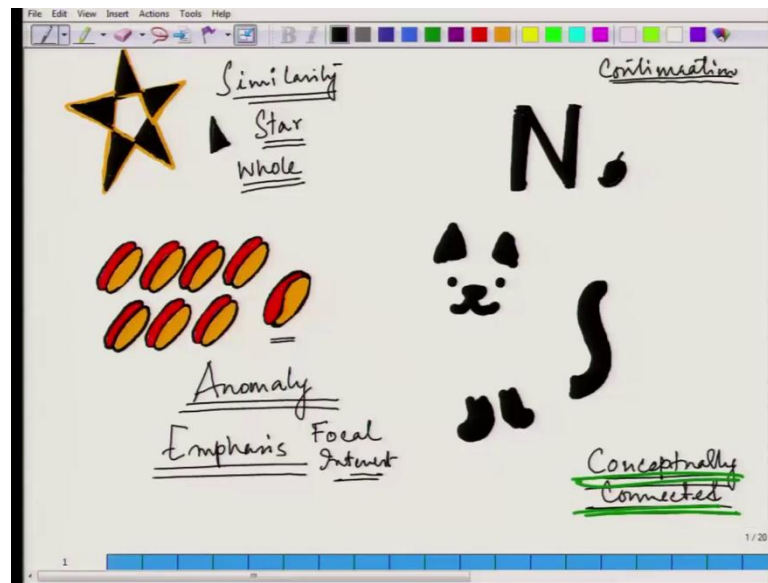 File Edit View Insert Actions Tools Help
B I
Similarity
Star
Whole
Continuation
N.
Anomaly
Emphasis Focal
Interest
Conceptually
Connected
1 / 20
1